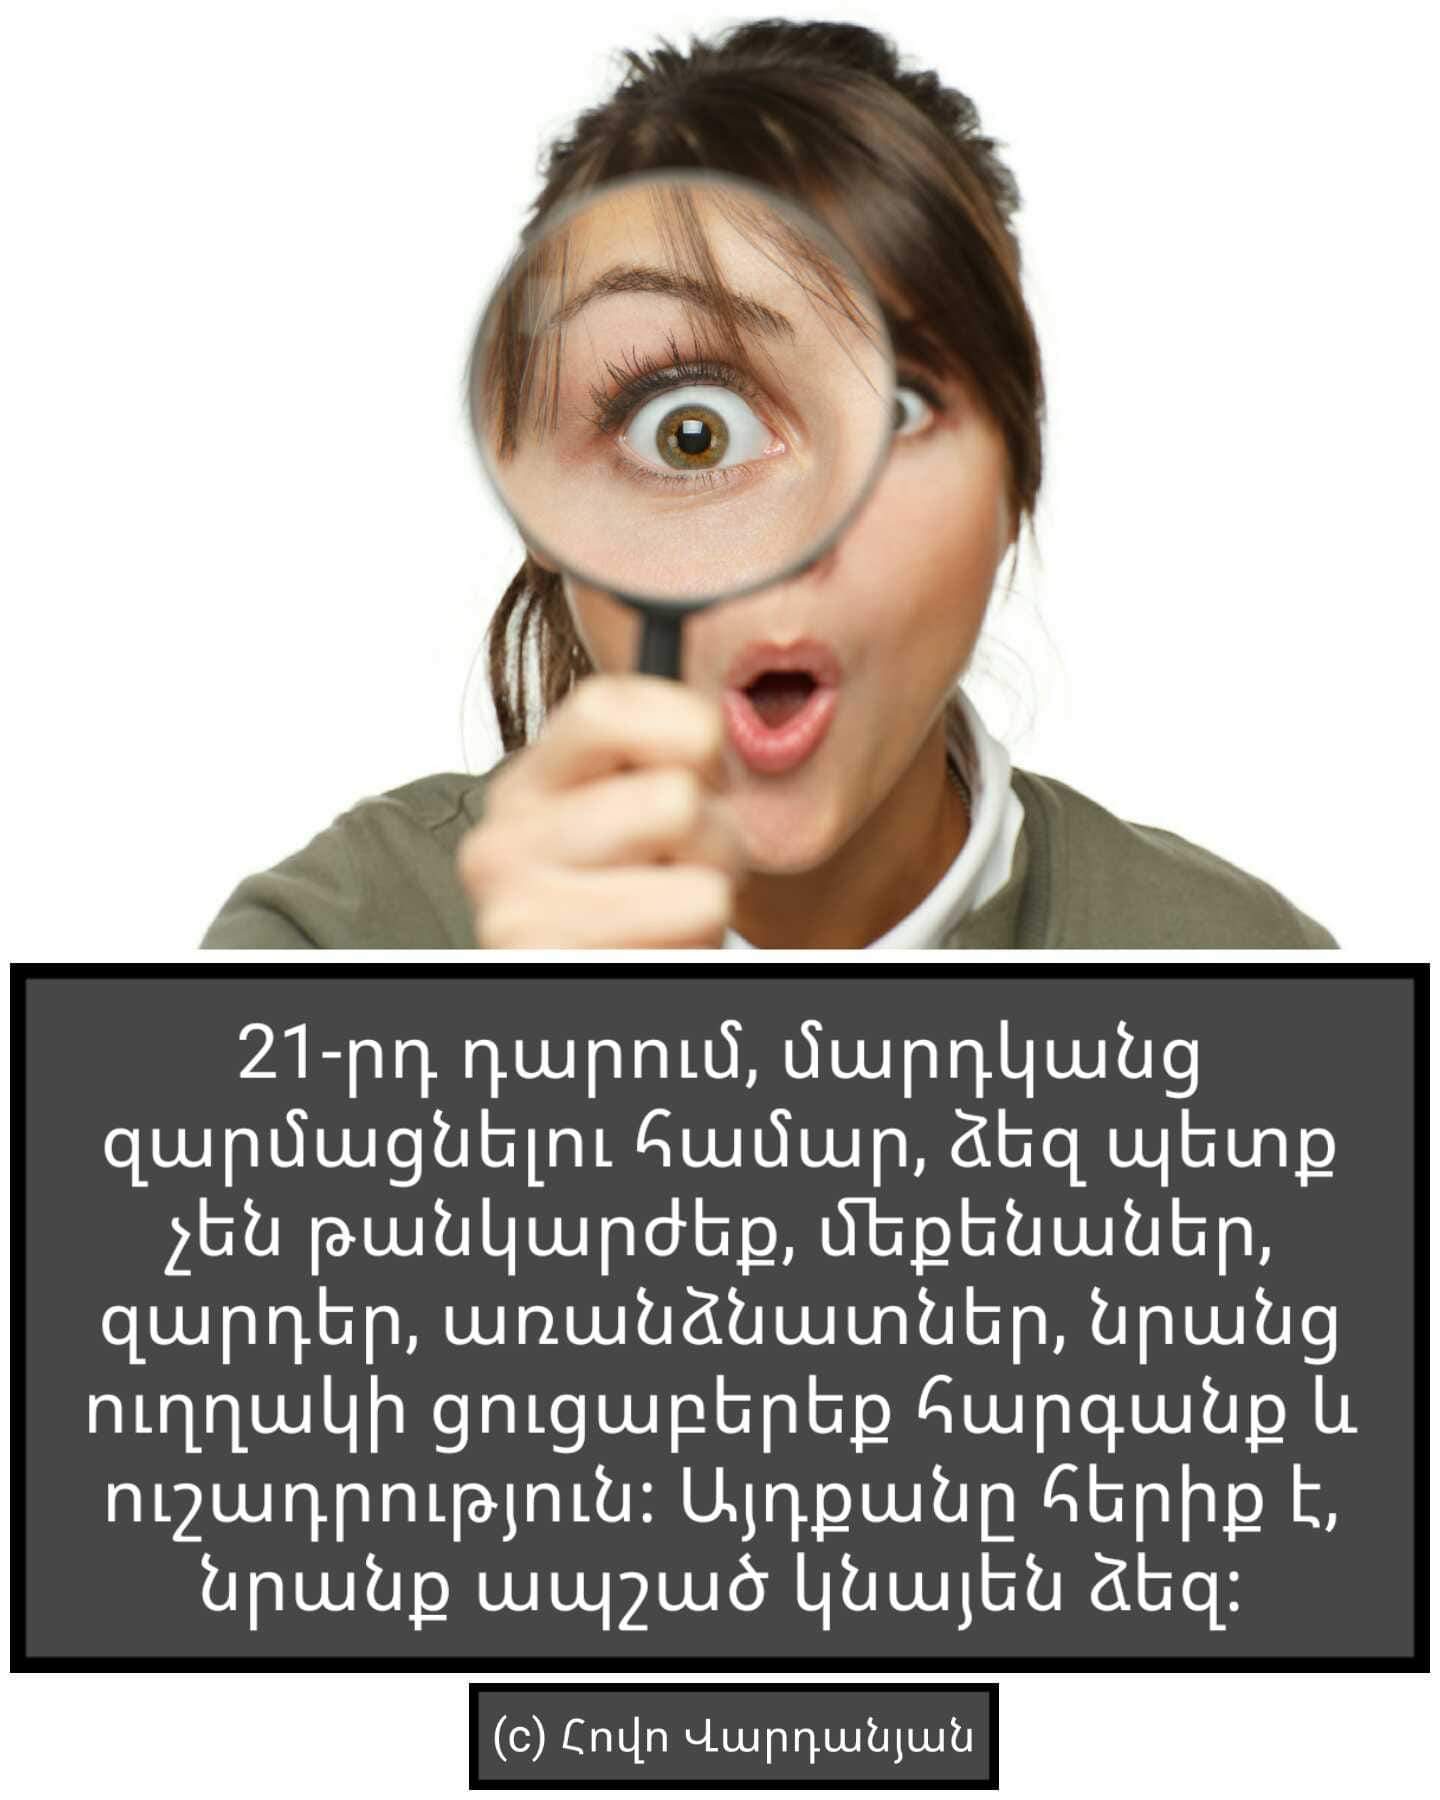 21-րդ դարում, մարդկանց
զարմացնելու համար, ձեզ պետք
չեն թանկարժեք, մեքենաներ,
զարդեր, առանձնատներ, նրանց
ուղղակի ցուցաբերեք հարգանք և
ուշադրություն: Այդքանը հերիք է,
նրանք ապշած կնայեն ձեզ:
(c) Հովո Վարդանյան